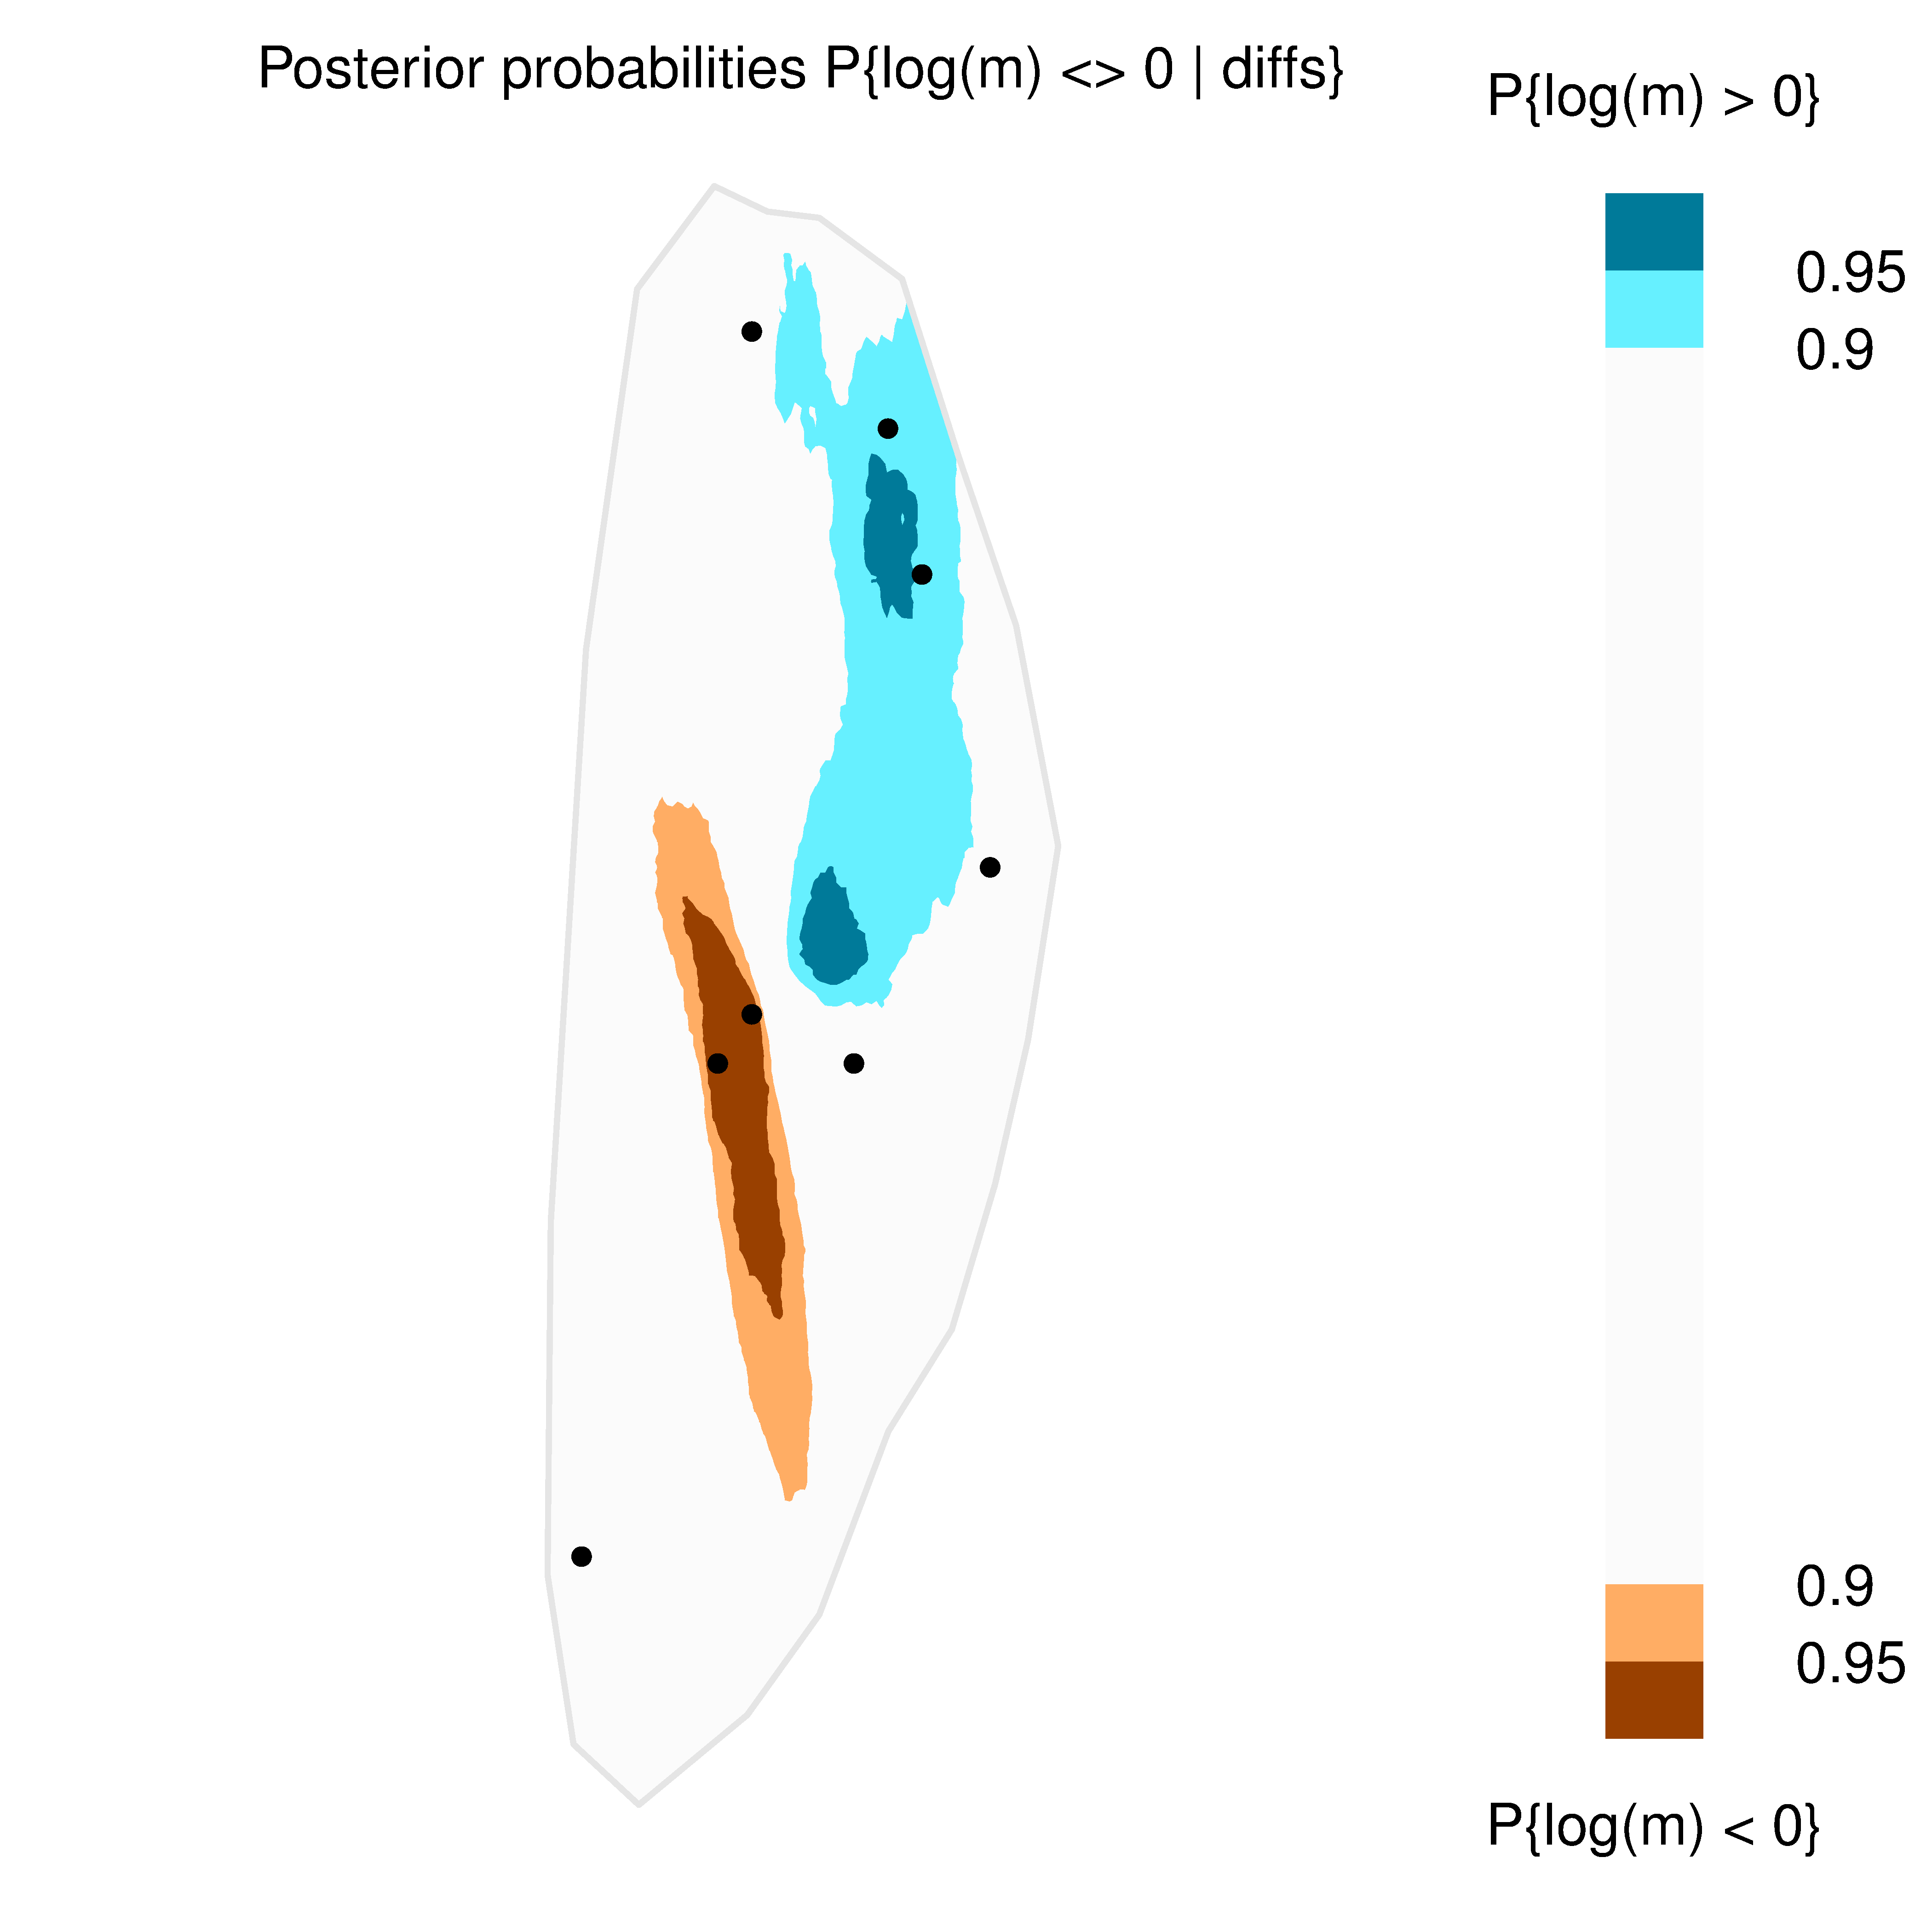 Posterior probabilities P{log(m) <> 0 | diffs}
P{log(m) > 0}
0.95
0.9
0.9
0.95
P{log(m) < 0}